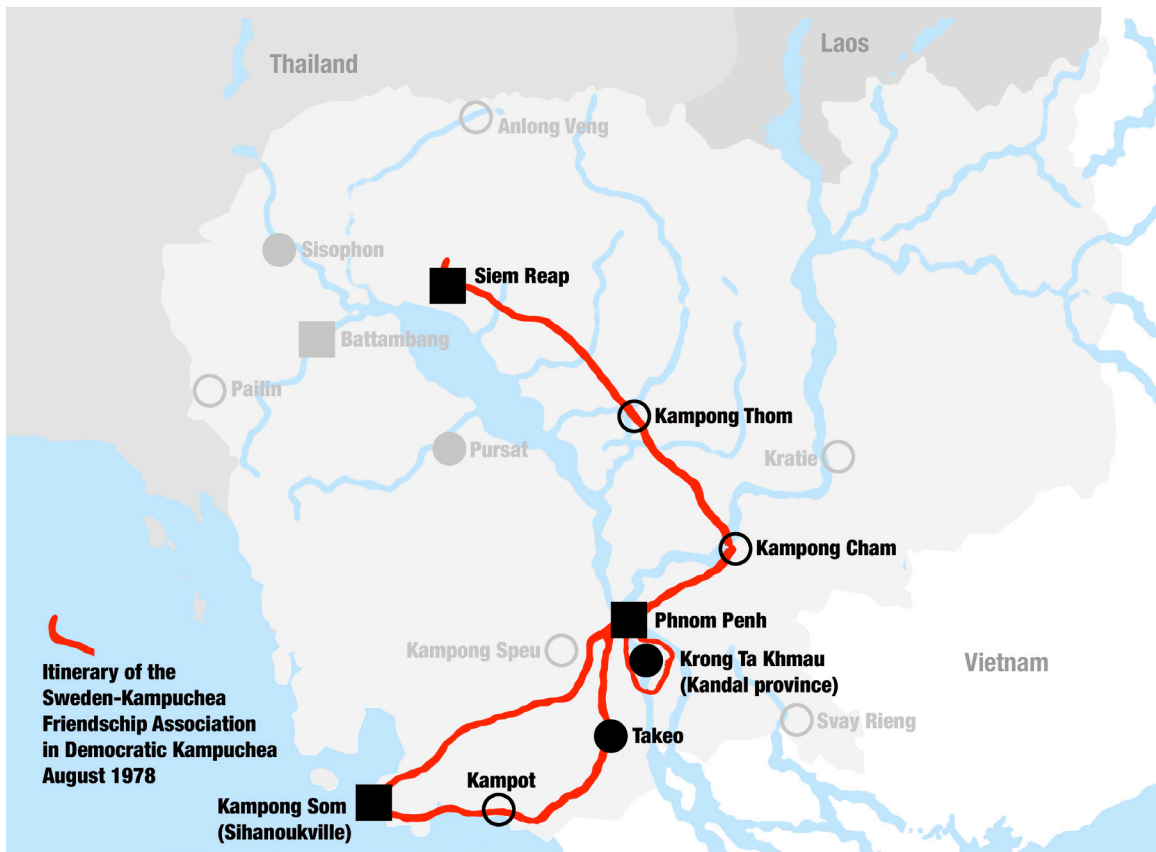 Thailand
Laos
Anlong Veng
Sisophon
Siem Reap
Battambang
Pailin
Kampong Thom
Pursat
Kratie
Kampong Cham
Phnom Penh
Kampong Speu
Krong Ta Khmau
(Kandal province)
Vietnam
Svay Rieng
Takeo
Itinerary of the
Sweden-Kampuchea
Friendschip Association
in Democratic Kampuchea
August 1978
Kampot
Kampong Som
(Sihanoukville)